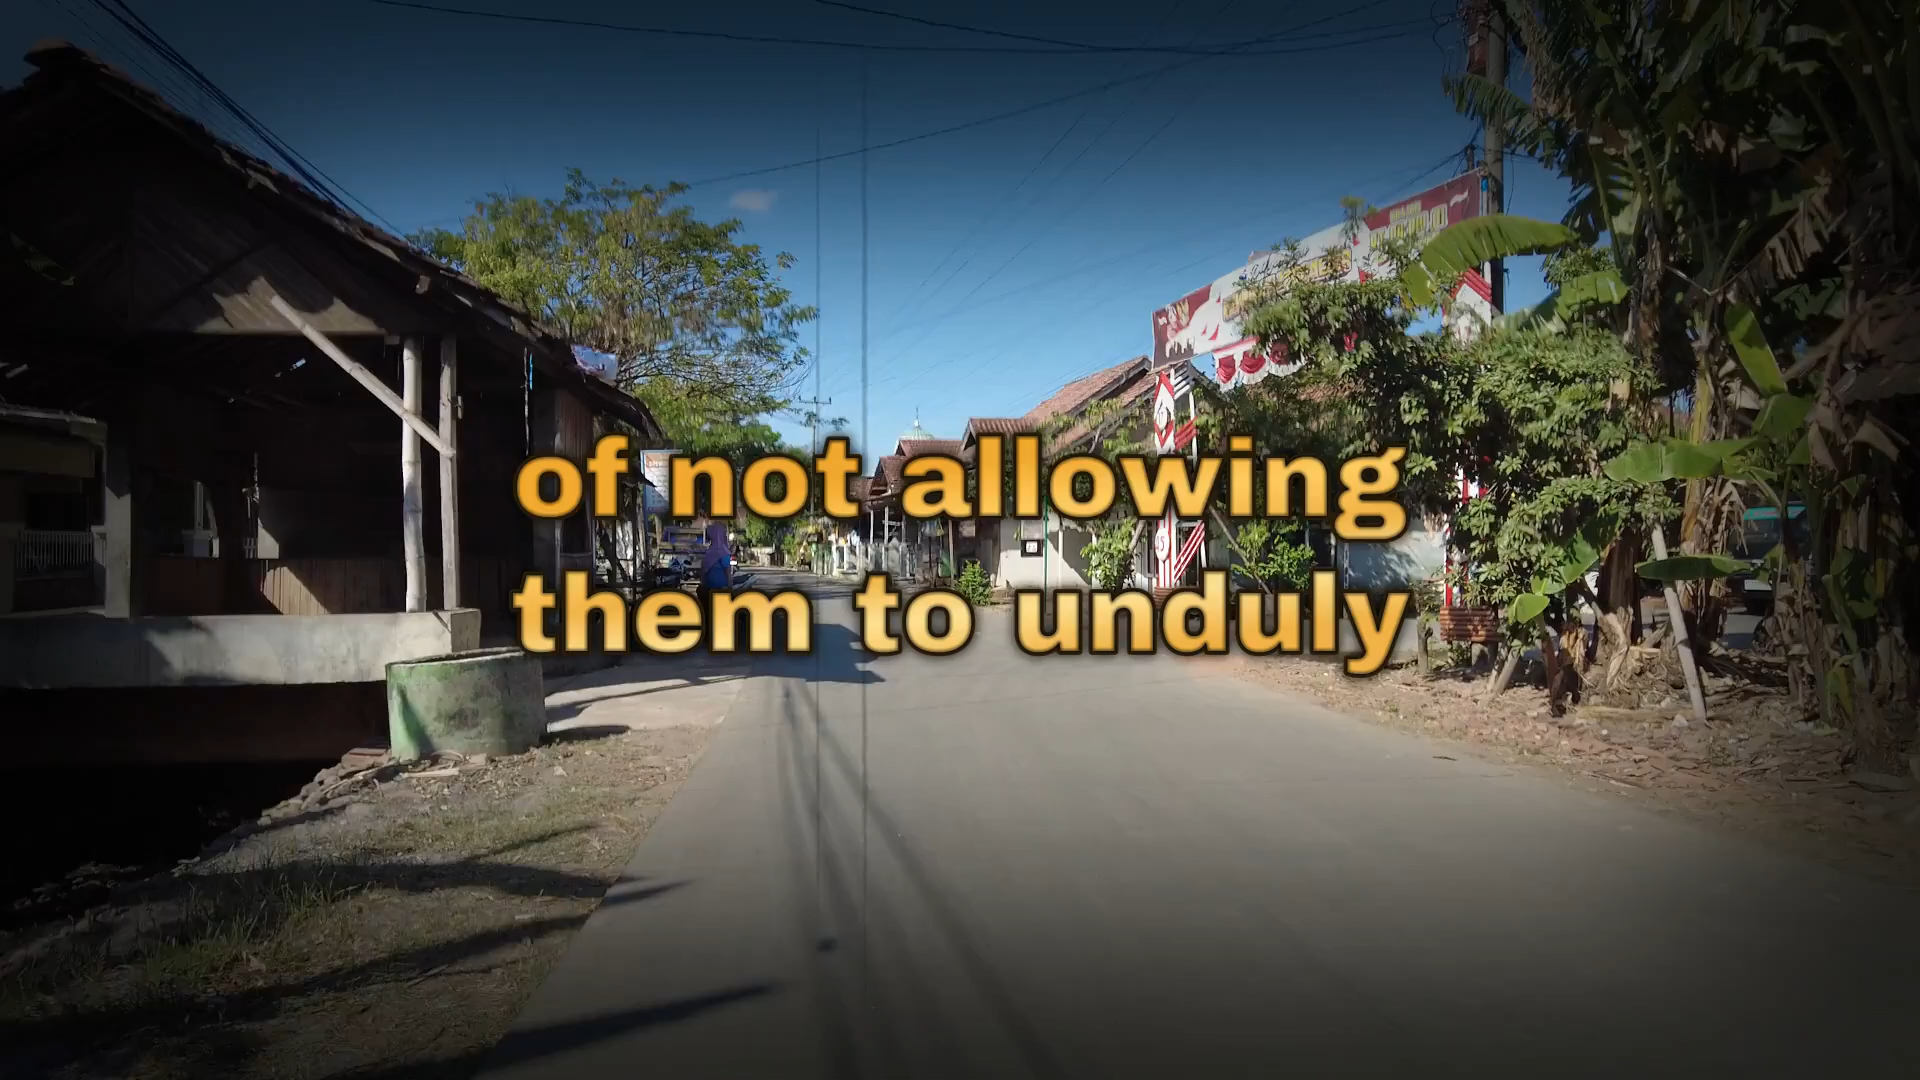 of not allowing
them to unduly